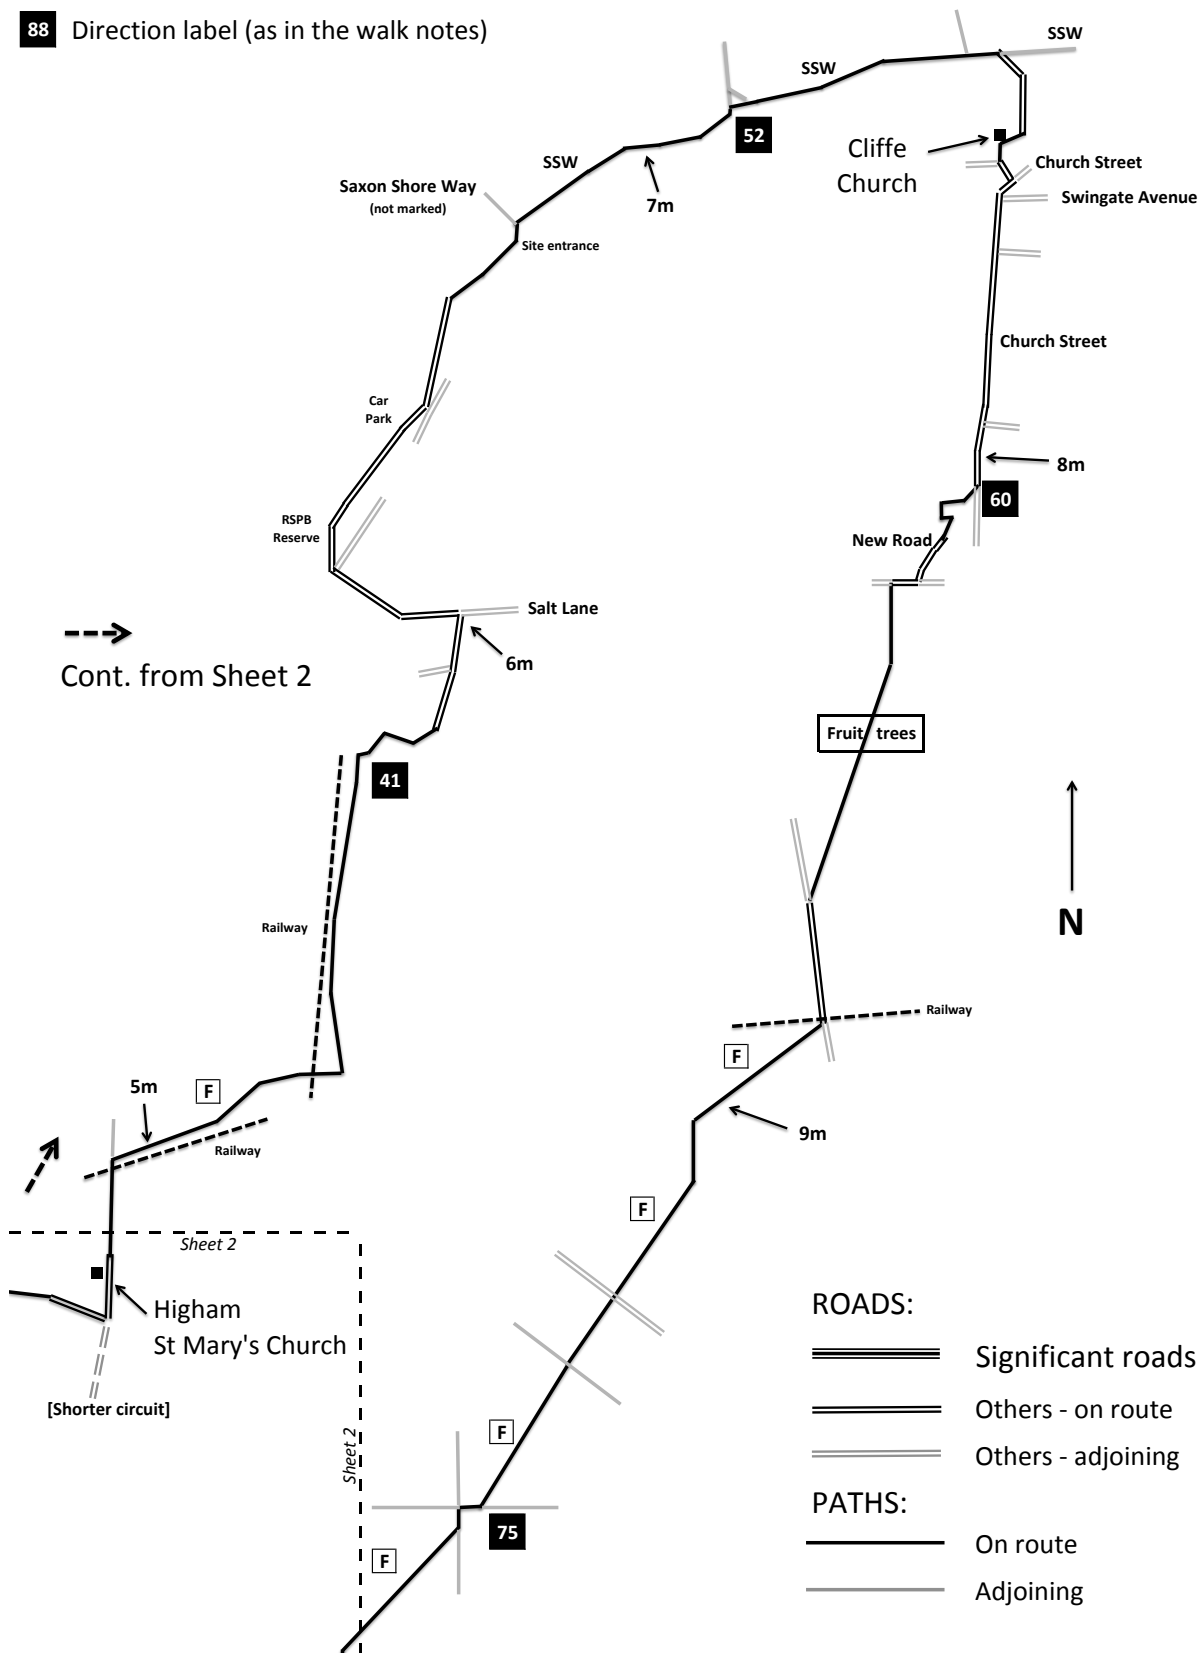 88 Direction label (as in the walk notes)
SSW
SSW
52
Cliffe
Church
Church Street
SSW
Saxon Shore Way
(not marked)
7m
Swingate Avenue
Site entrance
Church Street
Car
Park
8m
60
RSPB
Reserve
New Road
Salt Lane
6m
Cont. from Sheet 2
Fruit trees
41
N
Railway
Railway
F
5m
F
9m
Railway
F
Sheet 2
Higham
St Mary's Church
[Shorter circuit]
Sheet 2
F
75
F
ROADS:
Significant roads
Others - on route
Others - adjoining
PATHS:
On route
Adjoining